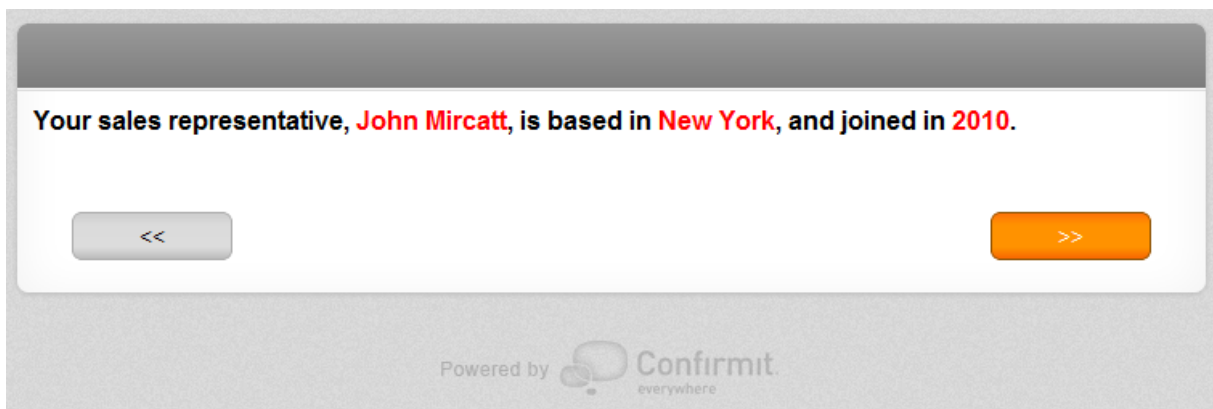 Your sales representative, John Mircatt, is based in New York, and joined in 2010.
<< >>
Powered by Confirmit.
everywhere